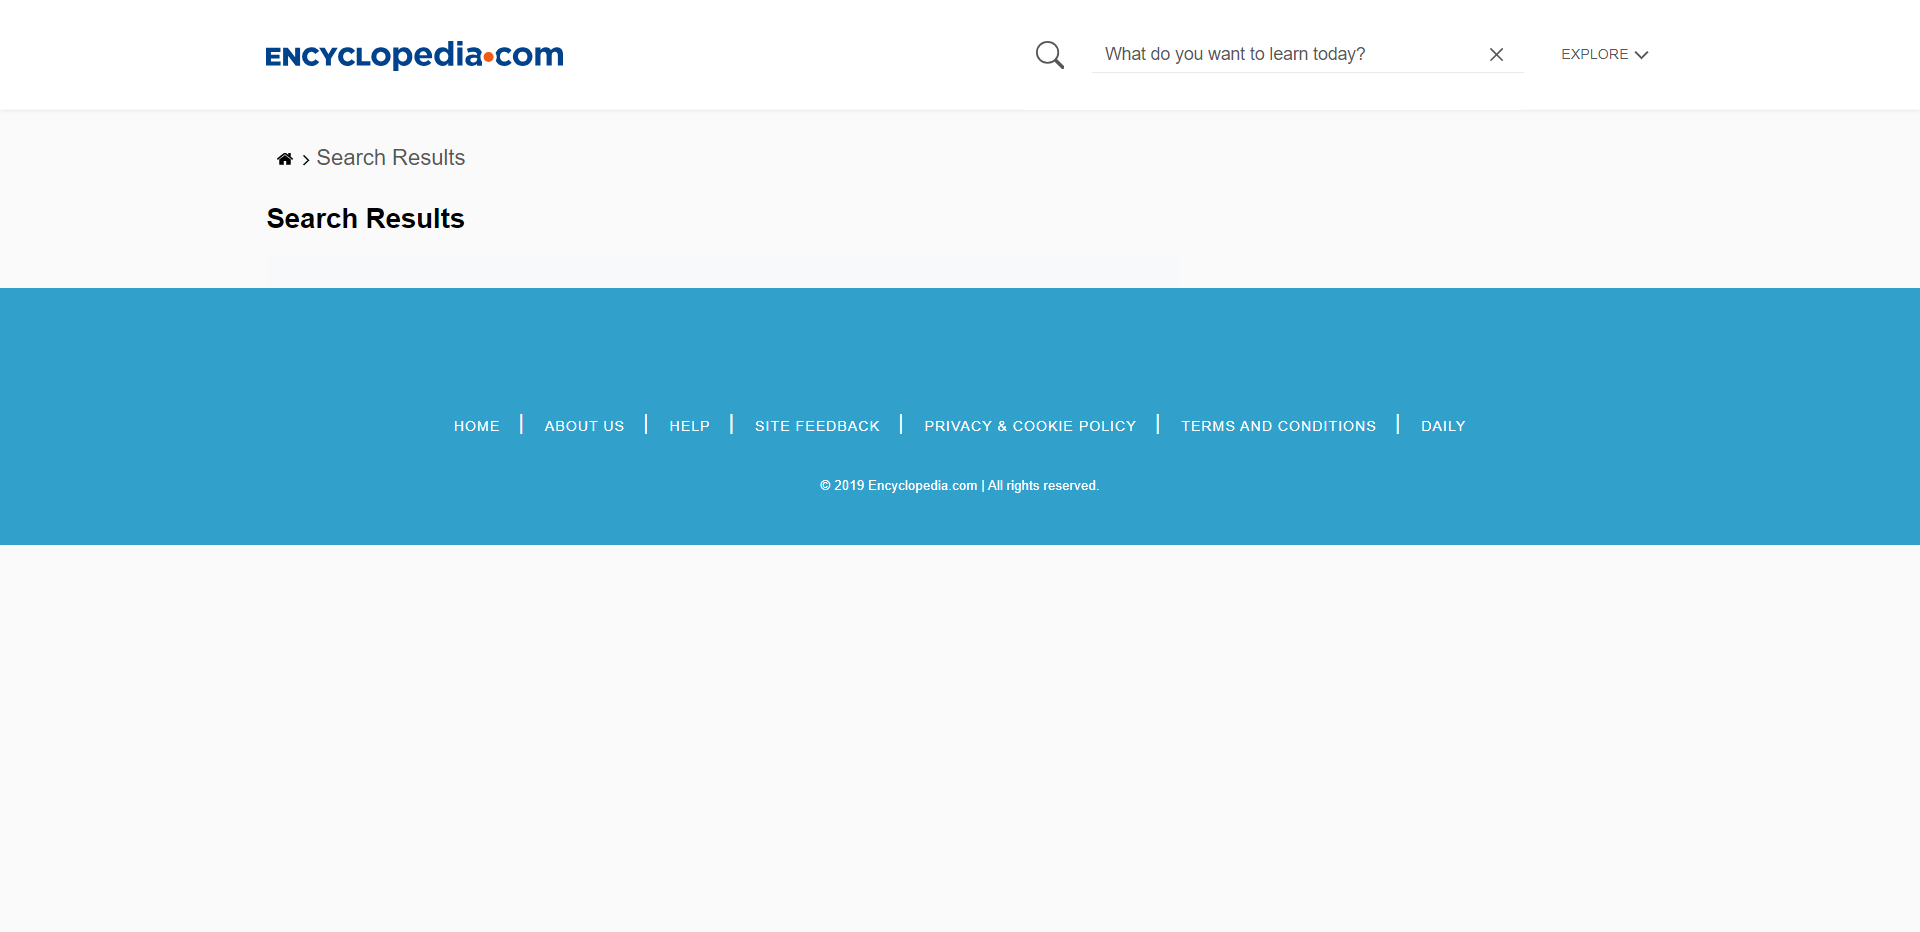 ENCYCLOpedia.com
What do you want to learn today?
EXPLORE
Search Results
Search Results
HOME | ABOUT US | HELP | SITE FEEDBACK | PRIVACY & COOKIE POLICY | TERMS AND CONDITIONS | DAILY
© 2019 Encyclopedia.com | All rights reserved.